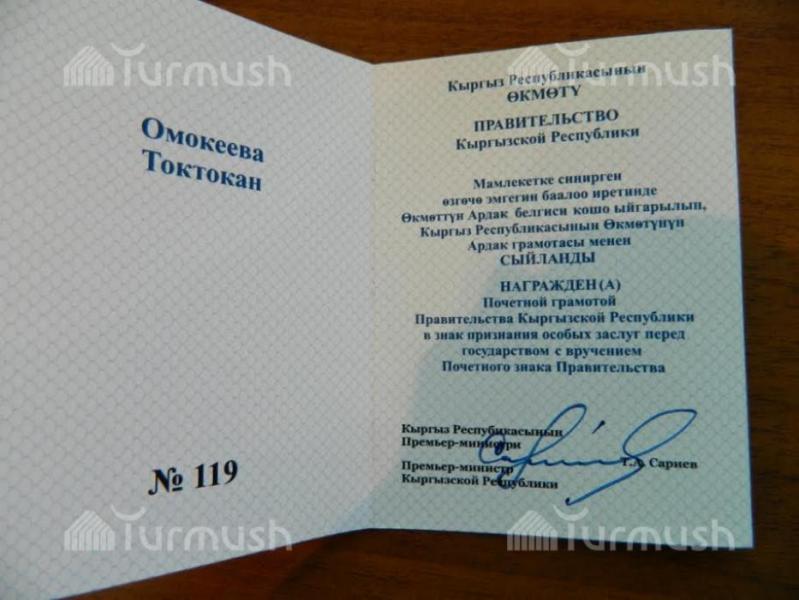 Turmush
Turmush
Омокеева
Токтокан
№ 119
Кыргыз Республикасынын
ӨКМӨТҮ
ПРАВИТЕЛЬСТВО
Кыргызской Республики
Мамлекетке синирген
өзгөчө эмгегин баалоо иретинде
Өкмөттүн Ардак белгиси кошо ыйгарылып,
Кыргыз Республикасынын Өкмөтүнүн
Ардак грамотасы менен
СЫЙЛАНДЫ
НАГРАЖДЕН(А)
Почетной грамотой
Правительства Кыргызской Республики
в знак признания особых заслуг перед
государством с вручением
Почетного знака Правительства
Кыргыз Республикасынын
Премьер-министри
Премьер-министр
Т.А. Сариев
Кыргызской Республики
Turmush
Turmush